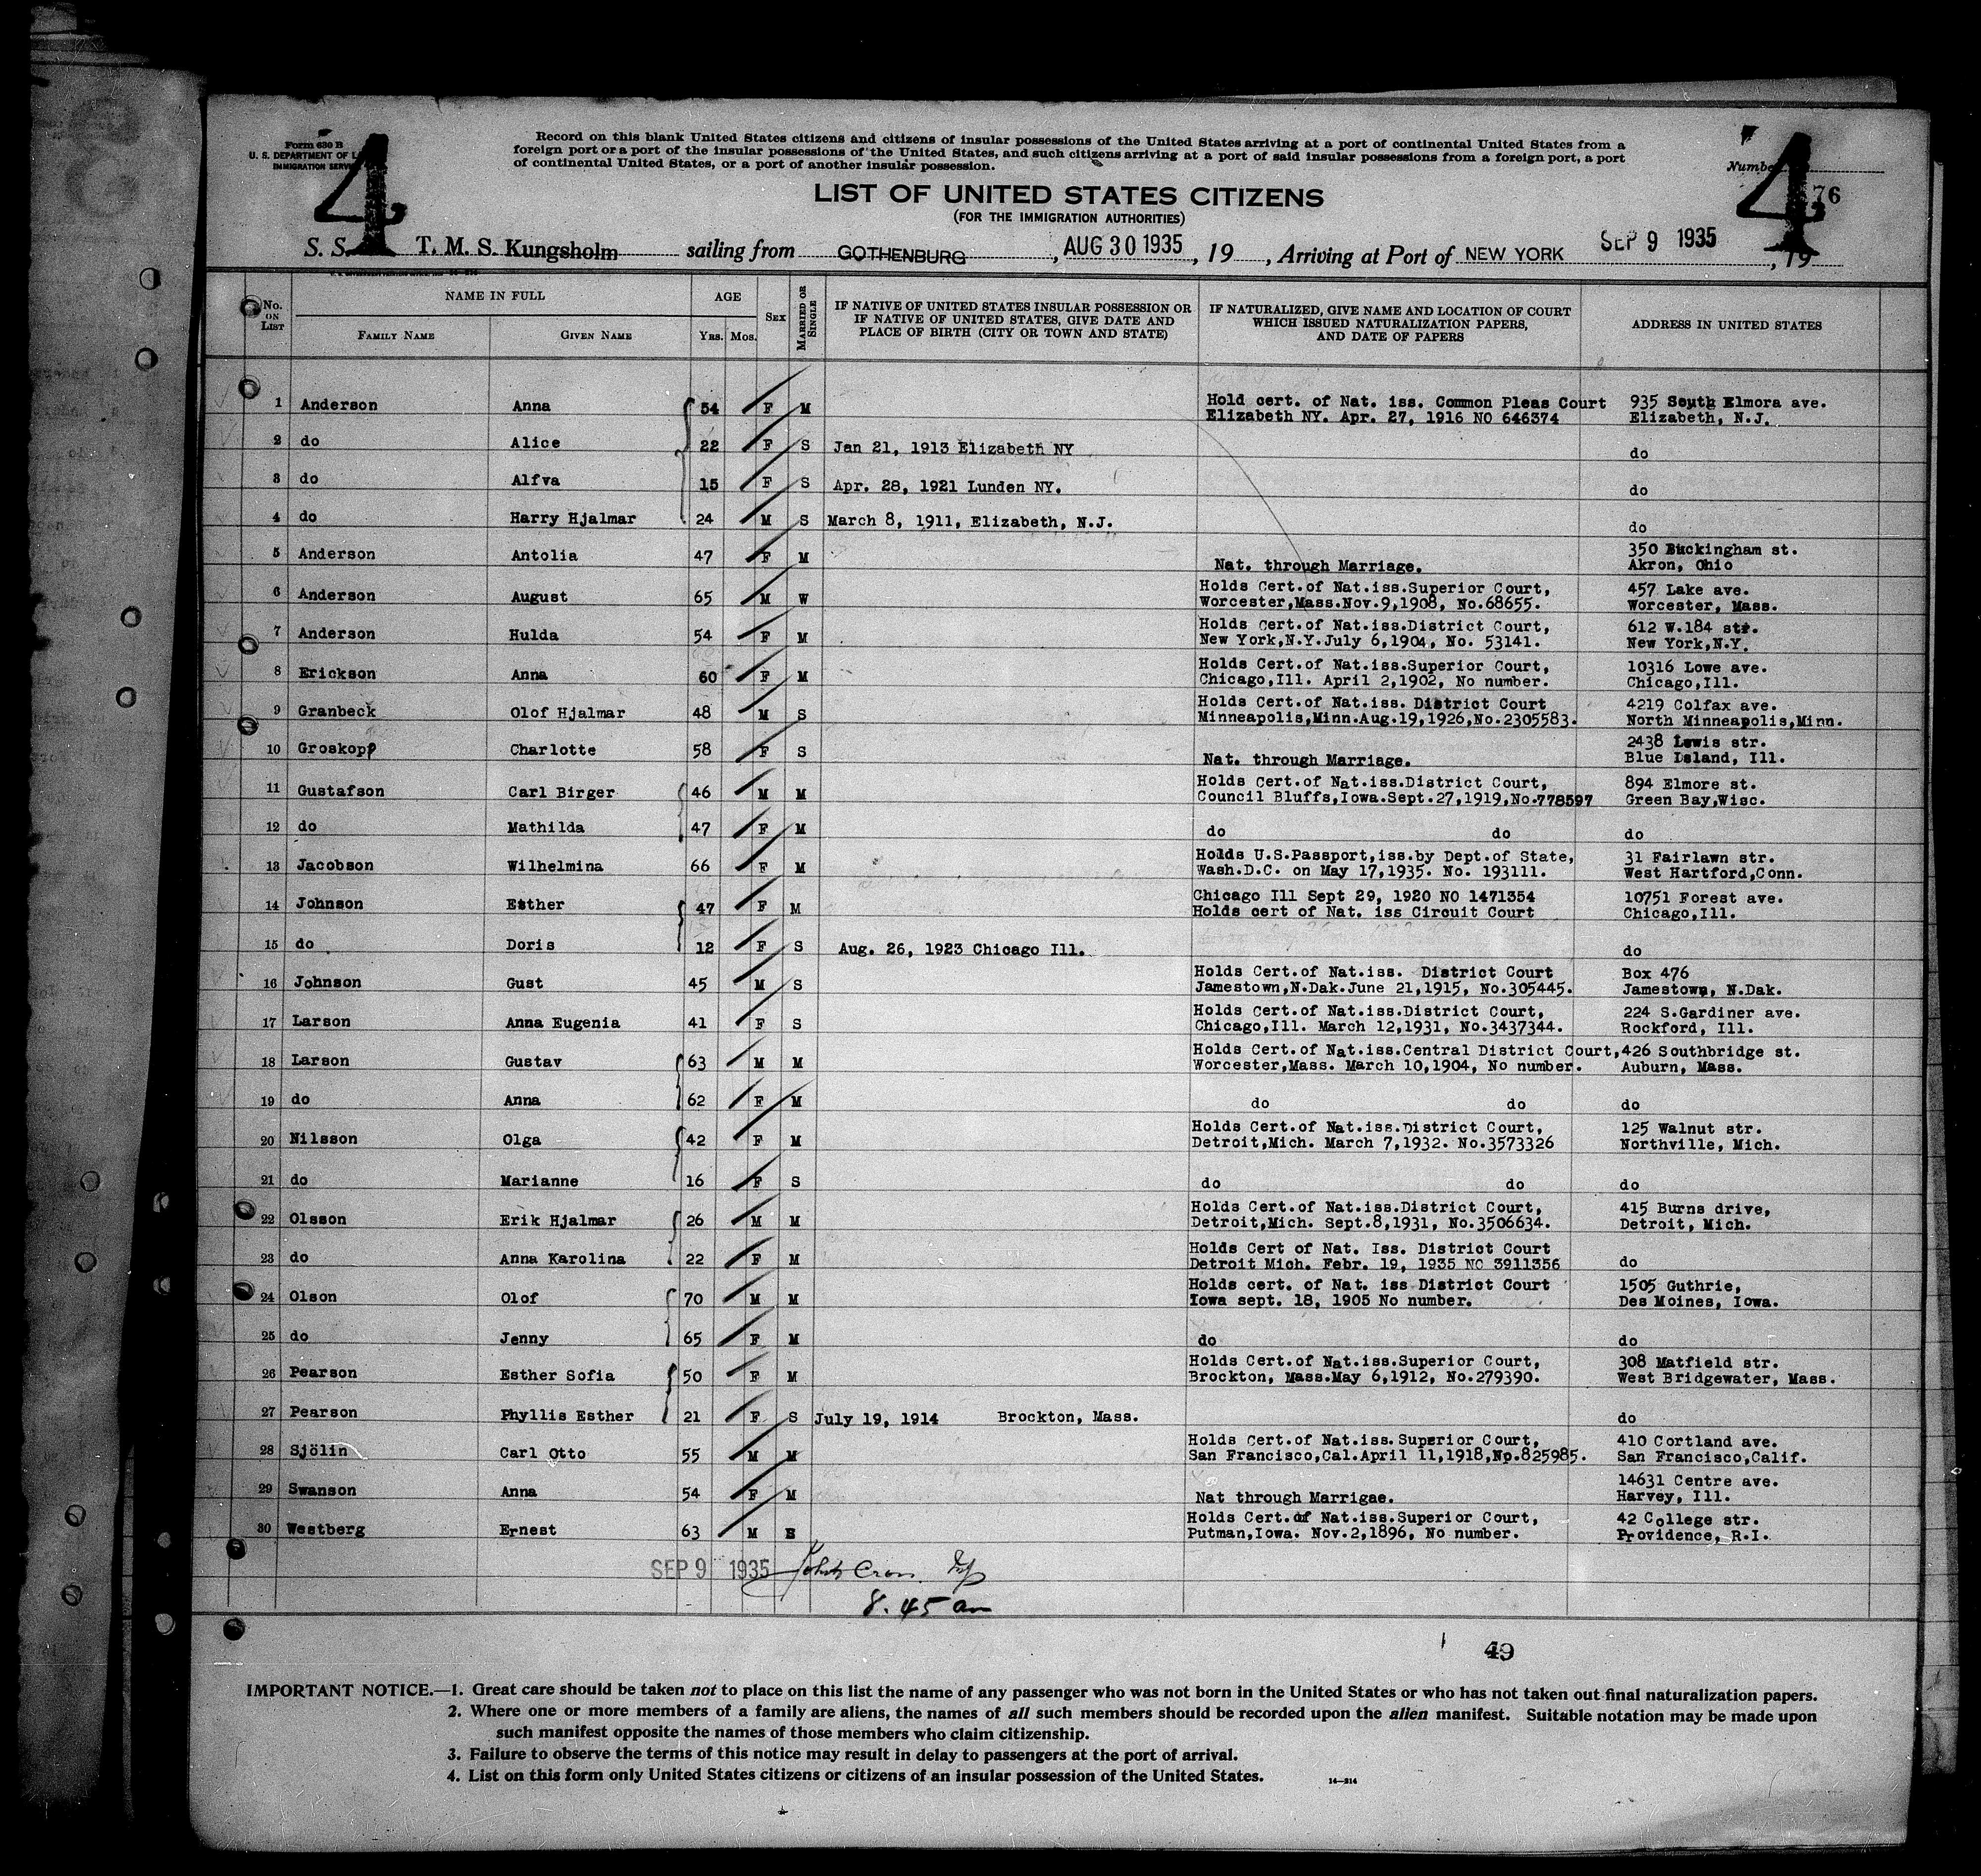 Form 630 B
U. S. DEPARTMENT OF
IMMIGRATION
4
Record on this blank United States citizens and citizens of insular possessions of the United States arriving at a port of continental United States from a
foreign port or a port of the insular possessions of the United States, and such citizens arriving at a port of said insular possessions from a foreign port, a port
of continental United States, or a port of another insular possession.
4
76
LIST OF UNITED STATES CITIZENS
(FOR THE IMMIGRATION AUTHORITIES)
S. S. T. M. S. Kungsholm sailing from GOTHENBURG, AUG 30 1935, 19 , Arriving at Port of NEW YORK SEP 9 1935, 19
No. ON LIST NAME IN FULL FAMILY NAME GIVEN NAME AGE YRS. MOS. SEX MARRIED OR SINGLE IF NATIVE OF UNITED STATES INSULAR POSSESSION OR IF NATIVE OF UNITED STATES, GIVE DATE AND PLACE OF BIRTH (CITY OR TOWN AND STATE) IF NATURALIZED, GIVE NAME AND LOCATION OF COURT WHICH ISSUED NATURALIZATION PAPERS, AND DATE OF PAPERS ADDRESS IN UNITED STATES
1 Anderson Anna 54 F M Hold cert. of Nat. iss. Common Pleas Court 935 South Elmora ave.
Elizabeth NY. Apr. 27, 1916 NO 646374 Elizabeth, N.J.
2 do Alice 22 F S Jan 21, 1913 Elizabeth NY do
3 do Alfva 15 F S Apr. 28, 1921 Lunden NY. do
4 do Harry Hjalmar 24 M S March 8, 1911, Elizabeth, N.J. do
5 Anderson Antolia 47 F M Nat. through Marriage. 350 Buckingham st.
Akron, Ohio
6 Anderson August 65 M W Holds Cert.of Nat.iss.Superior Court, 457 Lake ave.
Worcester,Mass.Nov.9,1908, No.68655. Worcester, Mass.
7 Anderson Hulda 54 F M Holds Cert.of Nat.iss.District Court, 612 W.184 str.
New York,N.Y.July 6,1904, No. 53141. New York,N.Y.
8 Erickson Anna 60 F M Holds Cert.of Nat.iss.Superior Court, 10316 Lowe ave.
Chicago,Ill. April 2,1902, No number. Chicago,Ill.
9 Granbeck Olof Hjalmar 48 M S Holds Cert.of Nat.iss. District Court 4219 Colfax ave.
Minneapolis,Minn.Aug.19,1926,No.2305583. North Minneapolis,Minn.
10 Groskopf Charlotte 58 F S Nat. through Marriage. 2438 Lewis str.
Blue Island, Ill.
11 Gustafson Carl Birger 46 M M Holds Cert.of Nat.iss.District Court, 894 Elmore st.
Council Bluffs,Iowa.Sept.27,1919,No.778597 Green Bay,Wisc.
12 do Mathilda 47 F M do do do
13 Jacobson Wilhelmina 66 F M Holds U.S.Passport,iss.by Dept.of State, 31 Fairlawn str.
Wash.D.C. on May 17,1935. No. 193111. West Hartford,Conn.
14 Johnson Esther 47 F M Chicago Ill Sept 29, 1920 NO 1471354 10751 Forest ave.
Holds cert of Nat. iss Circuit Court Chicago,Ill.
15 do Doris 12 F S Aug. 26, 1923 Chicago Ill. do
16 Johnson Gust 45 M S Holds Cert.of Nat.iss. District Court Box 476
Jamestown,N.Dak.June 21,1915, No.305445. Jamestown, N.Dak.
17 Larson Anna Eugenia 41 F S Holds Cert.of Nat.iss.District Court, 224 S.Gardiner ave.
Chicago,Ill. March 12,1931, No.3437344. Rockford, Ill.
18 Larson Gustav 63 M M Holds Cert.of Nat.iss.Central District Court, 426 Southbridge st.
Worcester,Mass. March 10,1904, No number. Auburn, Mass.
19 do Anna 62 F M do do do
20 Nilsson Olga 42 F M Holds Cert.of Nat.iss.District Court, 125 Walnut str.
Detroit,Mich. March 7,1932. No.3573326 Northville, Mich.
21 do Marianne 16 F S do do do
22 Olsson Erik Hjalmar 26 M M Holds Cert.of Nat.iss.District Court, 415 Burns drive,
Detroit,Mich. Sept.8,1931, No.3506634. Detroit, Mich.
23 do Anna Karolina 22 F M Holds Cert of Nat. Iss. District Court do
Detroit Mich. Febr. 19, 1935 NO 3911356
24 Olson Olof 70 M M Holds cert. of Nat. iss District Court 1505 Guthrie,
Iowa sept. 18, 1905 No number. Des Moines, Iowa.
25 do Jenny 65 F M do do
26 Pearson Esther Sofia 50 F M Holds Cert.of Nat.iss.Superior Court, 308 Matfield str.
Brockton, Mass.May 6,1912, No.279390. West Bridgewater, Mass.
27 Pearson Phyllis Esther 21 F S July 19, 1914 Brockton, Mass. do
28 Sjölin Carl Otto 55 M M Holds Cert.of Nat.iss.Superior Court, 410 Cortland ave.
San Francisco,Cal.April 11,1918,No.825985. San Francisco,Calif.
29 Swanson Anna 54 F M Nat through Marrigae. 14631 Centre ave.
Harvey, Ill.
30 Westberg Ernest 63 M Holds Cert.of Nat.iss.Superior Court, 42 College str.
Putman,Iowa. Nov.2,1896, No number. Providence, R.I.
SEP 9 1935 John
8.45 am
49
IMPORTANT NOTICE.—1. Great care should be taken not to place on this list the name of any passenger who was not born in the United States or who has not taken out final naturalization papers.
2. Where one or more members of a family are aliens, the names of all such members should be recorded upon the alien manifest. Suitable notation may be made upon
such manifest opposite the names of those members who claim citizenship.
3. Failure to observe the terms of this notice may result in delay to passengers at the port of arrival.
4. List on this form only United States citizens or citizens of an insular possession of the United States.
14—214